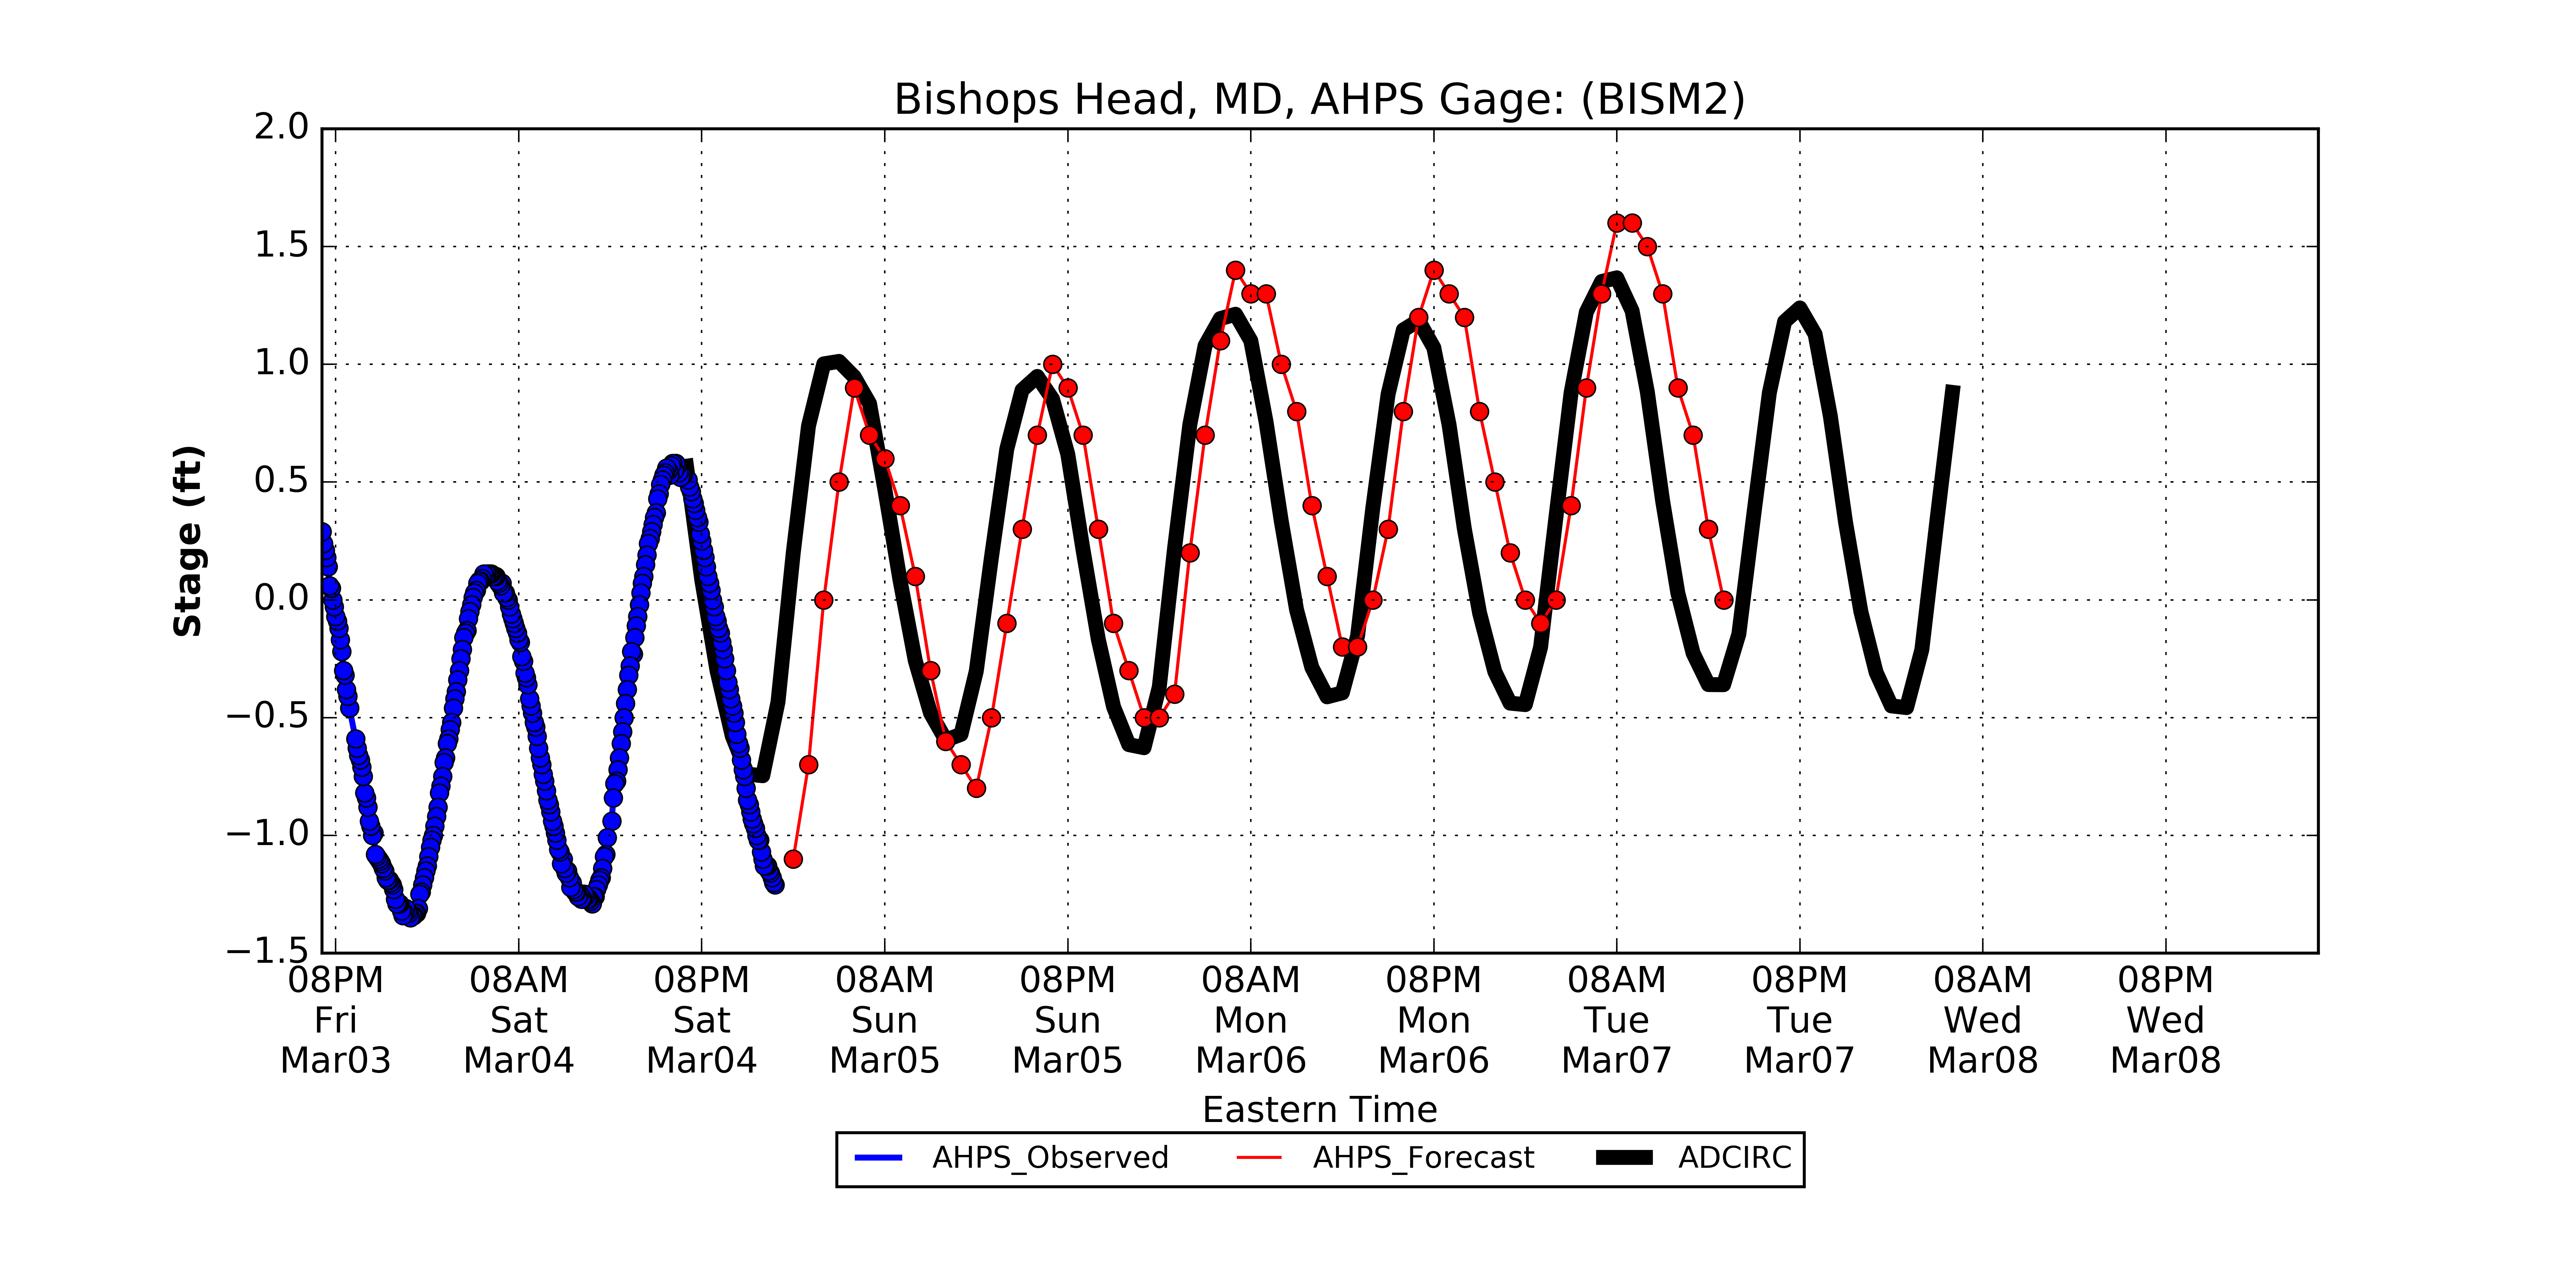 Bishops Head, MD, AHPS Gage: (BISM2)
2.0
1.5
1.0
0.5
0.0
−0.5
−1.0
−1.5
Stage (ft)
08PM 08AM 08PM 08AM 08PM 08AM 08PM 08AM 08PM 08AM 08PM
Fri Sat Sat Sun Sun Mon Mon Tue Tue Wed Wed
Mar03 Mar04 Mar04 Mar05 Mar05 Mar06 Mar06 Mar07 Mar07 Mar08 Mar08
Eastern Time
AHPS_Observed AHPS_Forecast ADCIRC